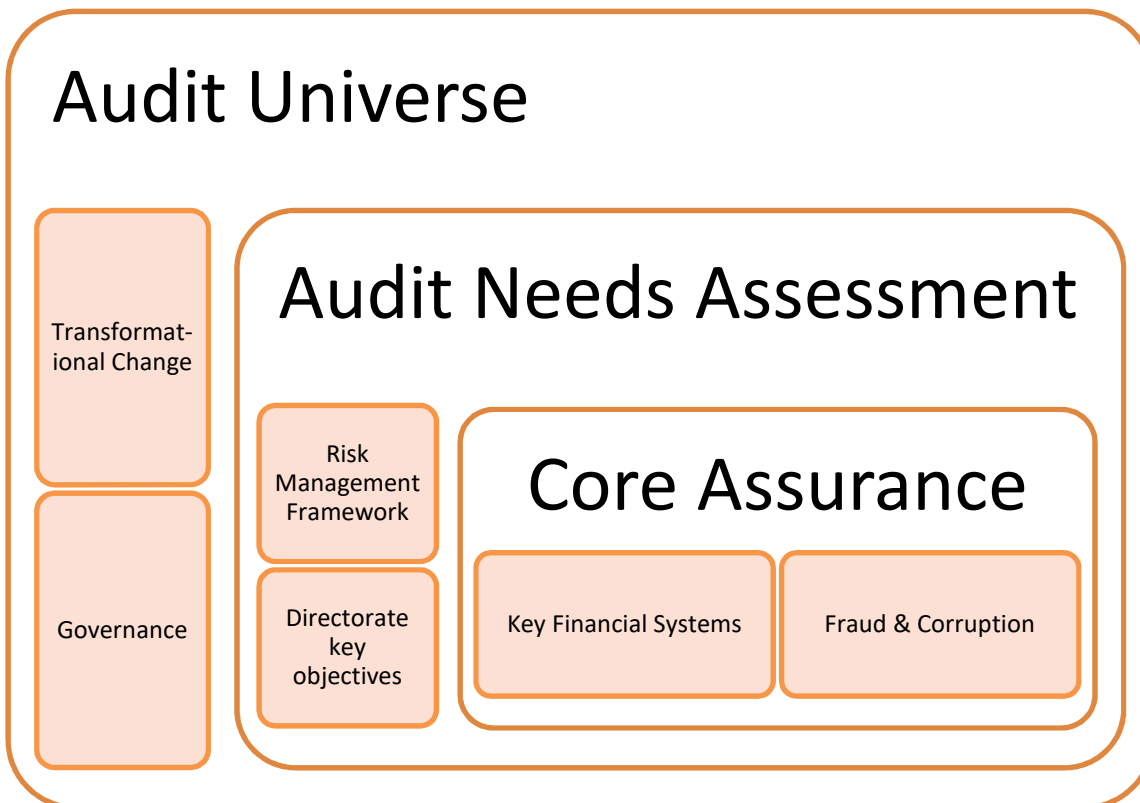 Audit Universe
Transformat-
ional Change
Governance
Audit Needs Assessment
Risk
Management
Framework
Directorate
key
objectives
Core Assurance
Key Financial Systems
Fraud & Corruption